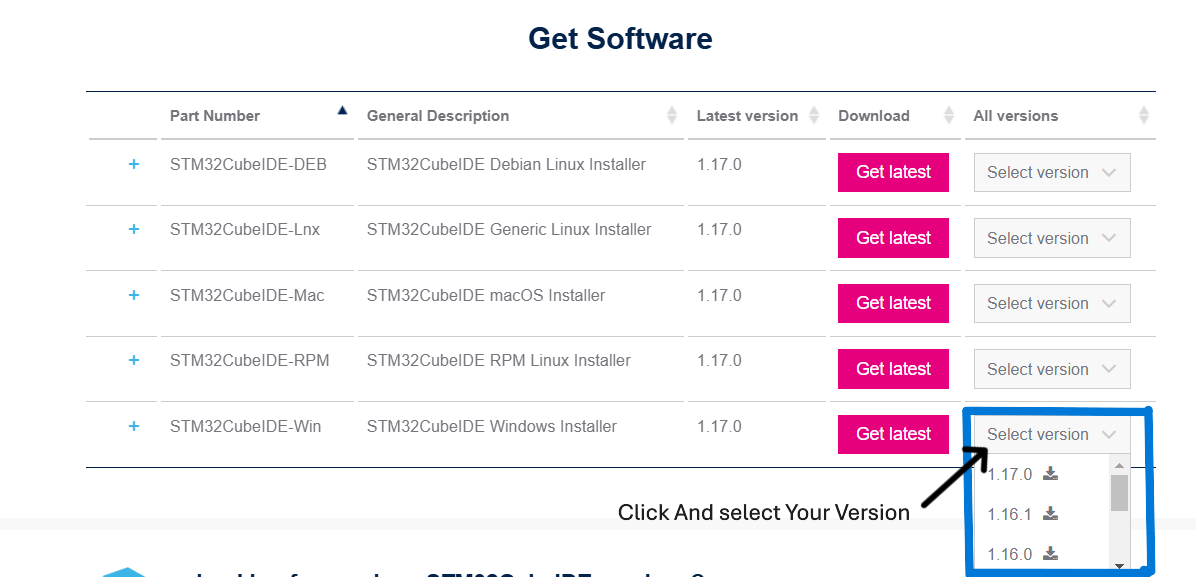 Get Software
Part Number General Description Latest version Download All versions
+ STM32CubeIDE-DEB STM32CubeIDE Debian Linux Installer 1.17.0 Get latest Select version
+ STM32CubeIDE-Lnx STM32CubeIDE Generic Linux Installer 1.17.0 Get latest Select version
+ STM32CubeIDE-Mac STM32CubeIDE macOS Installer 1.17.0 Get latest Select version
+ STM32CubeIDE-RPM STM32CubeIDE RPM Linux Installer 1.17.0 Get latest Select version
+ STM32CubeIDE-Win STM32CubeIDE Windows Installer 1.17.0 Get latest Select version
1.17.0
Click And select Your Version
1.16.1
1.16.0